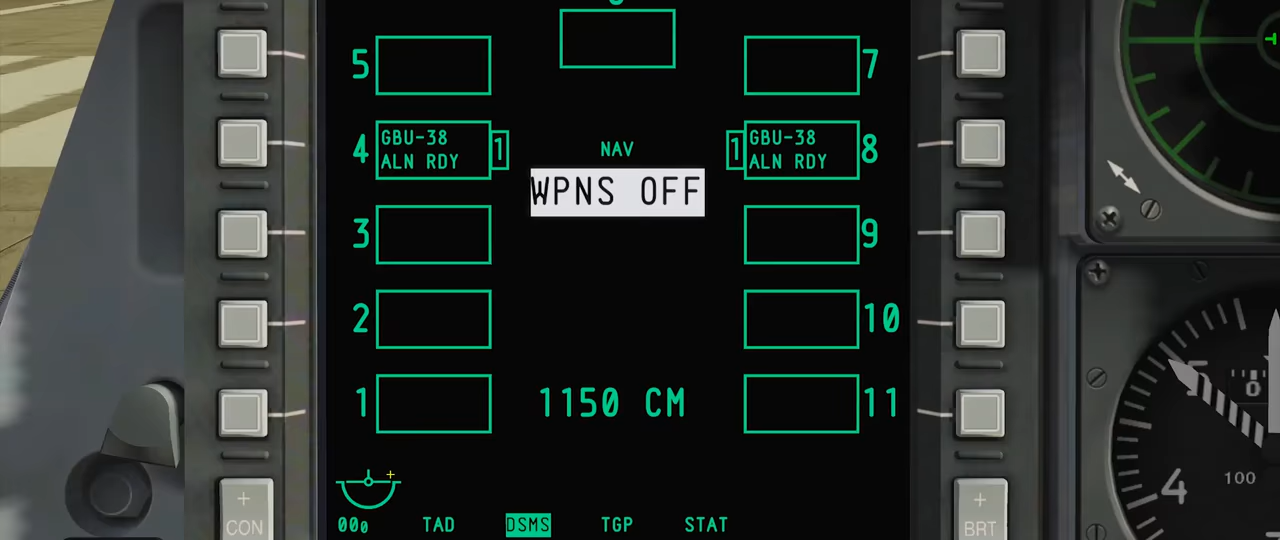 5
7
4
GBU-38
ALN RDY
1
NAV
1
GBU-38
ALN RDY
8
WPNS OFF
3
9
2
10
1
1150 CM
11
000
TAD
DSMS
TGP
STAT
+
CON
+
BRT
0
4
100